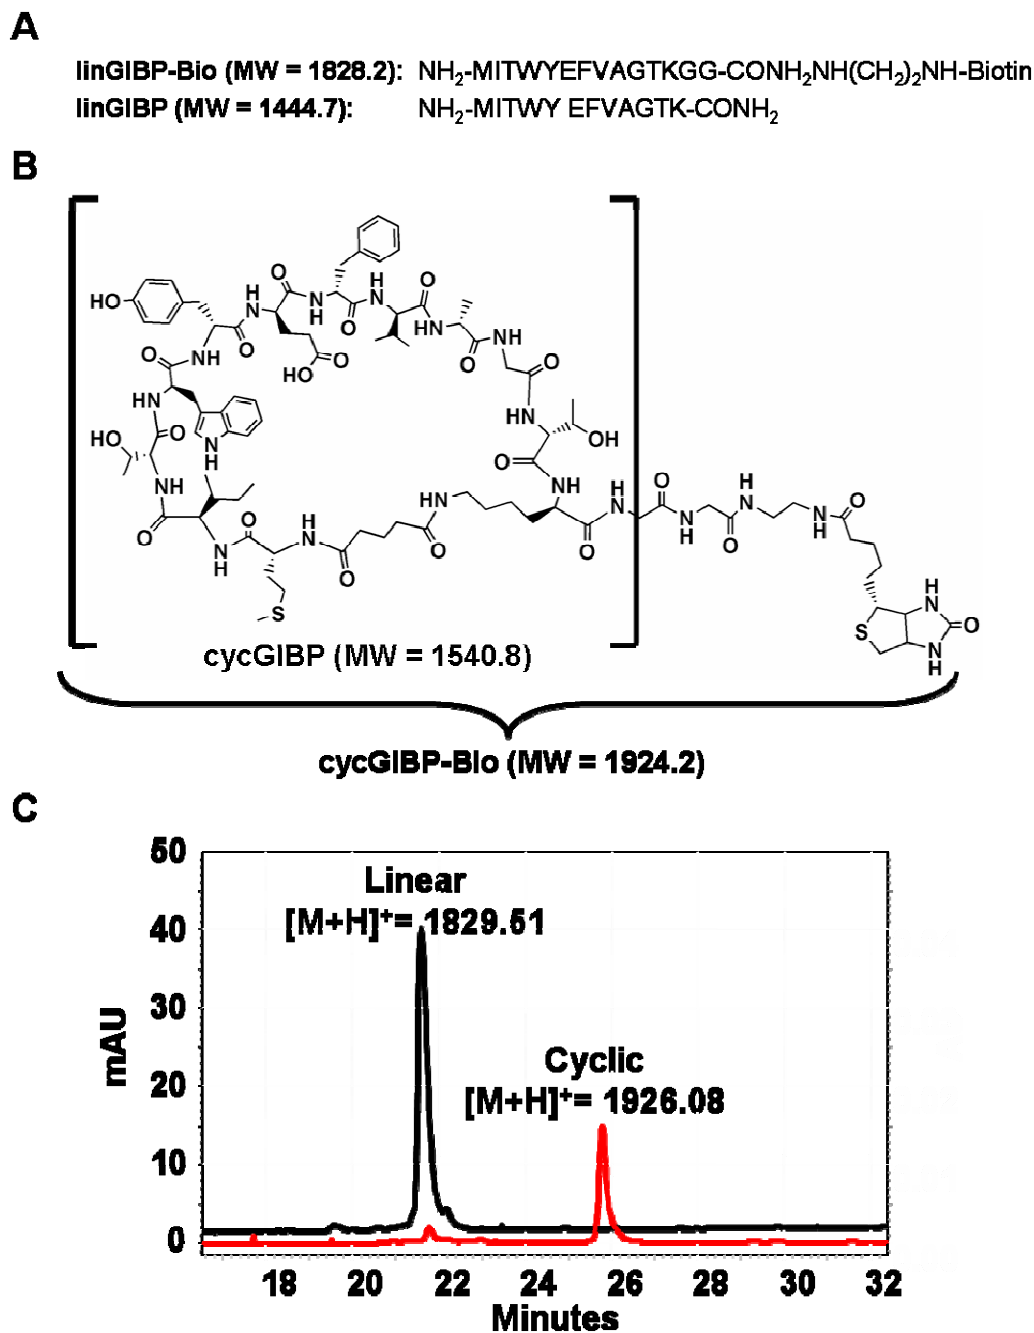 A
linGIBP-Bio (MW = 1828.2): NH2-MITWYEFVAGTKGG-CONH2NH(CH2)2NH-Biotin
linGIBP (MW = 1444.7): NH2-MITWY EFVAGTK-CONH2
B
O
HO
H
N
O
N
H
O
H
N
O
HN
O
NH
O
HN
OH
O
NH
O
HO
O
NH
O
HN
O
HO
NH
N
H
O
N
H
O
H
N
O
S
HN
O
O
H
N
O
N
H
O
H
N
N
H
O
S
H
N
O
N
H
cycGIBP (MW = 1540.8)
cycGIBP-Bio (MW = 1924.2)
C
50
40
30
20
10
0
mAU
Linear
[M+H]+= 1829.51
Cyclic
[M+H]+= 1926.08
18 20 22 24 26 28 30 32
Minutes